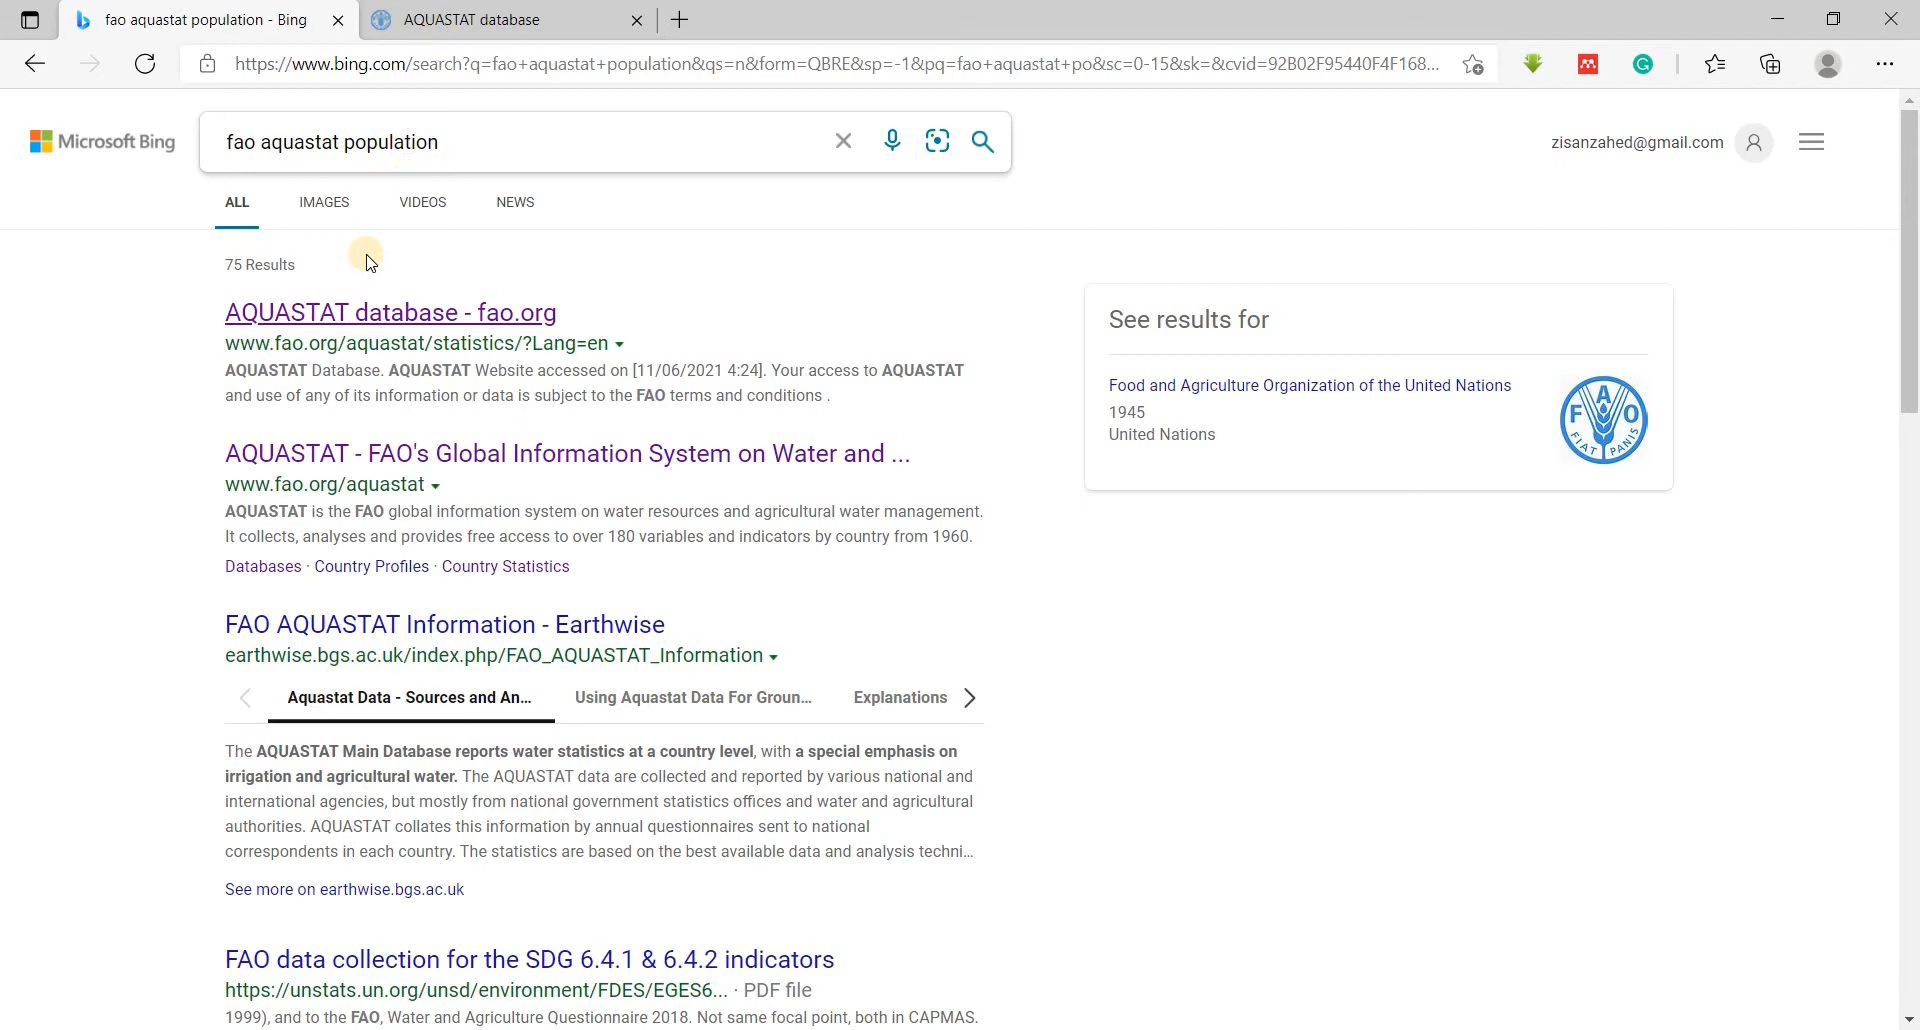 fao aquastat population - Bing
AQUASTAT database
https://www.bing.com/search?q=fao+aquastat+population&qs=n&form=QBRE&sp=-1&pq=fao+aquastat+po&sc=0-15&sk=&cvid=92B02F95440F4F168...
Microsoft Bing
fao aquastat population
zisanzahed@gmail.com
ALL IMAGES VIDEOS NEWS
75 Results
AQUASTAT database - fao.org
www.fao.org/aquastat/statistics/?Lang=en
AQUASTAT Database. AQUASTAT Website accessed on [11/06/2021 4:24]. Your access to AQUASTAT
and use of any of its information or data is subject to the FAO terms and conditions .
AQUASTAT - FAO's Global Information System on Water and ...
www.fao.org/aquastat
AQUASTAT is the FAO global information system on water resources and agricultural water management.
It collects, analyses and provides free access to over 180 variables and indicators by country from 1960.
Databases · Country Profiles · Country Statistics
FAO AQUASTAT Information - Earthwise
earthwise.bgs.ac.uk/index.php/FAO_AQUASTAT_Information
Aquastat Data - Sources and An... Using Aquastat Data For Groun... Explanations
The AQUASTAT Main Database reports water statistics at a country level, with a special emphasis on
irrigation and agricultural water. The AQUASTAT data are collected and reported by various national and
international agencies, but mostly from national government statistics offices and water and agricultural
authorities. AQUASTAT collates this information by annual questionnaires sent to national
correspondents in each country. The statistics are based on the best available data and analysis techni...
See more on earthwise.bgs.ac.uk
FAO data collection for the SDG 6.4.1 & 6.4.2 indicators
https://unstats.un.org/unsd/environment/FDES/EGES6... · PDF file
1999), and to the FAO, Water and Agriculture Questionnaire 2018. Not same focal point, both in CAPMAS.
See results for
Food and Agriculture Organization of the United Nations
1945
United Nations
F A O
FIAT PANIS